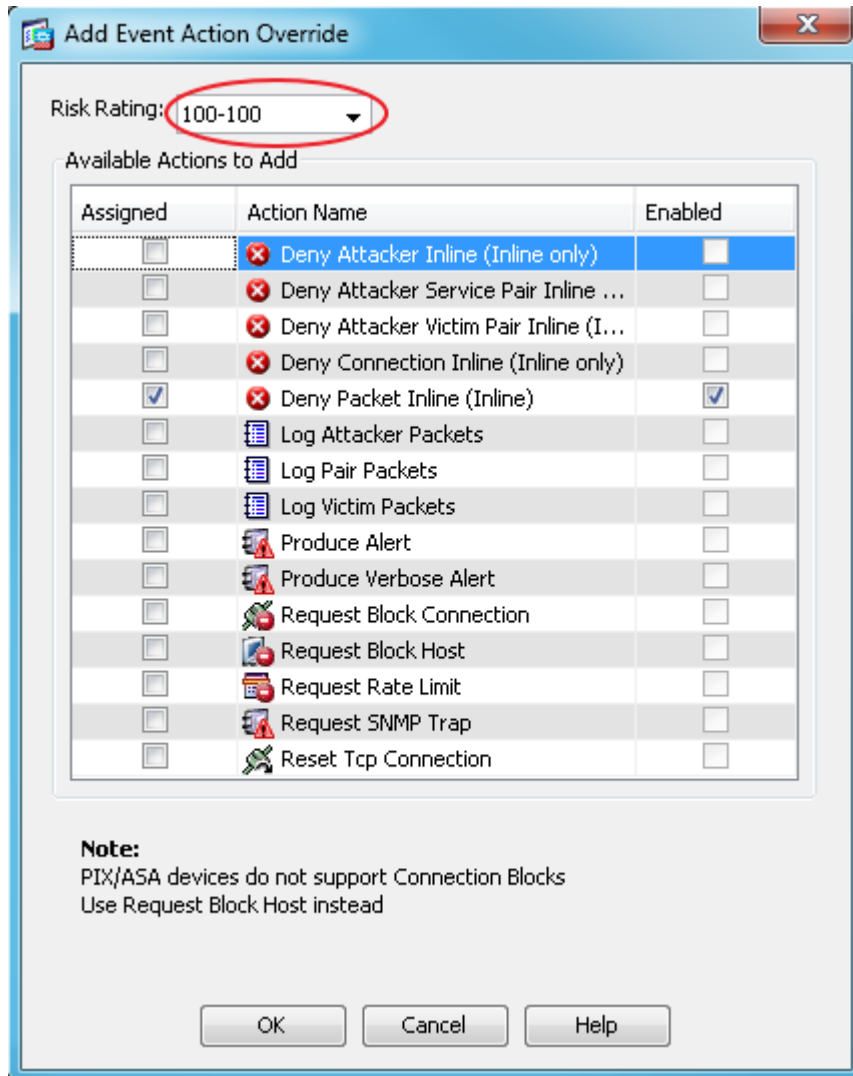 Add Event Action Override
Risk Rating: 100-100
Available Actions to Add
Assigned Action Name Enabled
Deny Attacker Inline (Inline only)
Deny Attacker Service Pair Inline ...
Deny Attacker Victim Pair Inline (I...
Deny Connection Inline (Inline only)
Deny Packet Inline (Inline)
Log Attacker Packets
Log Pair Packets
Log Victim Packets
Produce Alert
Produce Verbose Alert
Request Block Connection
Request Block Host
Request Rate Limit
Request SNMP Trap
Reset Tcp Connection
Note:
PIX/ASA devices do not support Connection Blocks
Use Request Block Host instead
OK Cancel Help